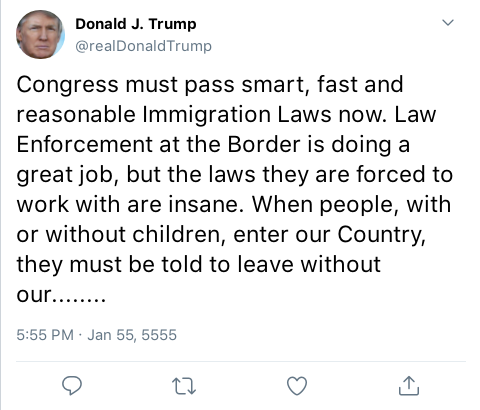 Donald J. Trump
@realDonaldTrump
Congress must pass smart, fast and
reasonable Immigration Laws now. Law
Enforcement at the Border is doing a
great job, but the laws they are forced to
work with are insane. When people, with
or without children, enter our Country,
they must be told to leave without
our........
5:55 PM · Jan 55, 5555